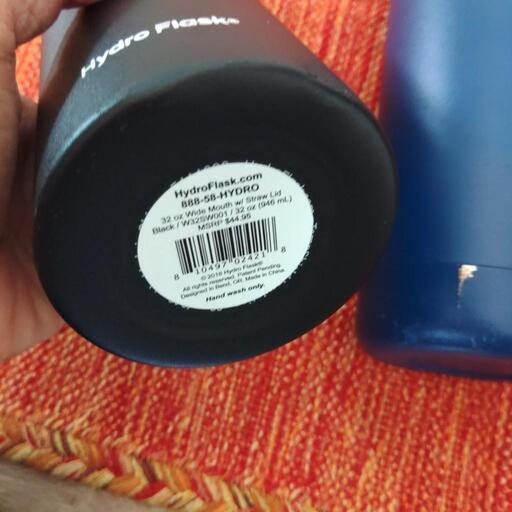 Hydro Flask®
HydroFlask.com
888-58-HYDRO
32 oz Wide Mouth w/ Straw Lid
Black / W32SW001 / 32 oz (946 mL)
MSRP $44.95
8 10497 02421 8
© 2018 Hydro Flask®
All rights reserved. Patent Pending.
Designed in Bend, OR. Made in China.
Hand wash only.